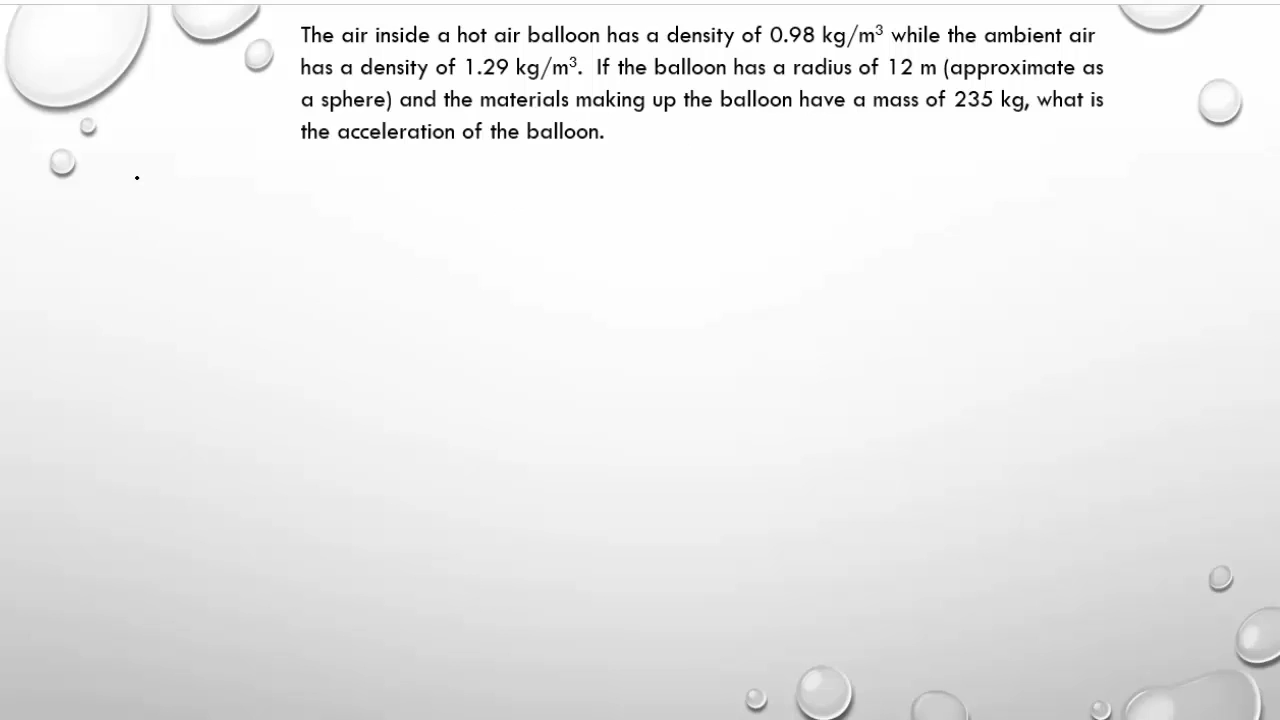 The air inside a hot air balloon has a density of 0.98 kg/m³ while the ambient air
has a density of 1.29 kg/m³.  If the balloon has a radius of 12 m (approximate as
a sphere) and the materials making up the balloon have a mass of 235 kg, what is
the acceleration of the balloon.